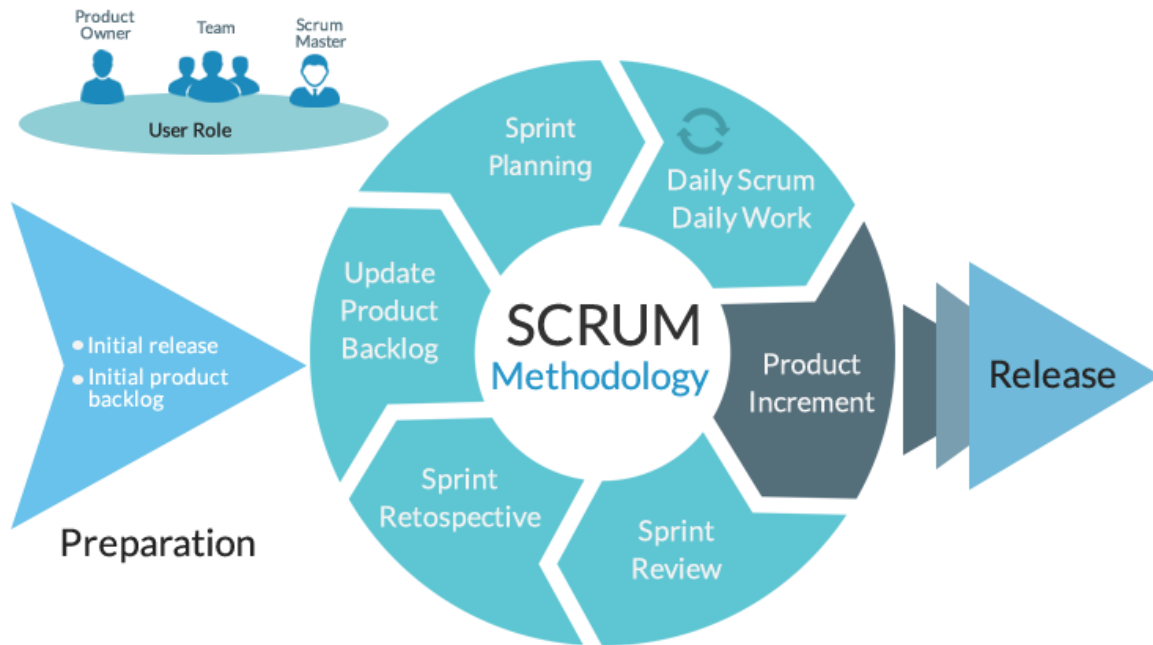 Product
Owner
Team
Scrum
Master
User Role
Sprint
Planning
Daily Scrum
Daily Work
Update
Product
Backlog
SCRUM
Methodology
Product
Increment
Release
• Initial release
• Initial product
backlog
Sprint
Retospective
Sprint
Review
Preparation